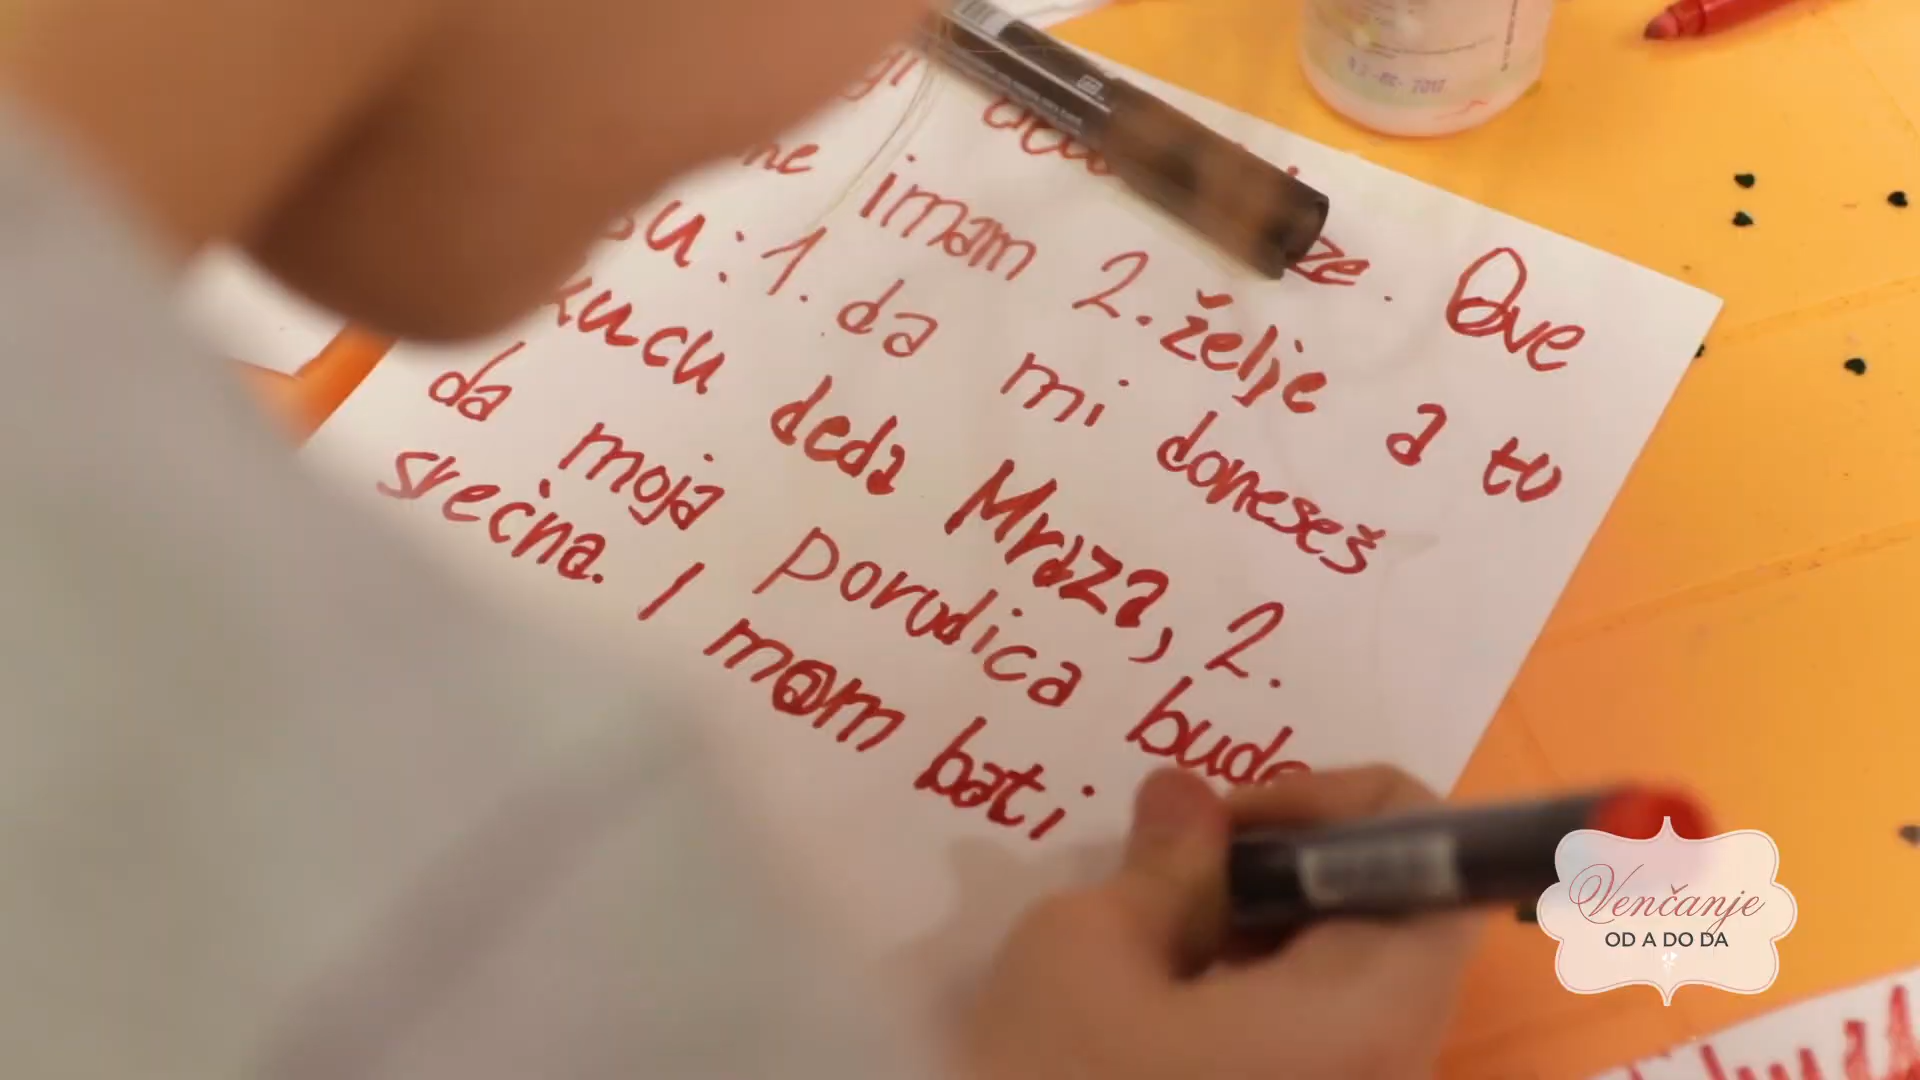 Ove
imam 2. želje a to
su: 1. da mi doneseš
kucu deda Mraza, 2.
da moja porodica bude
srećna. I mom bati
Venčanje
OD A DO DA